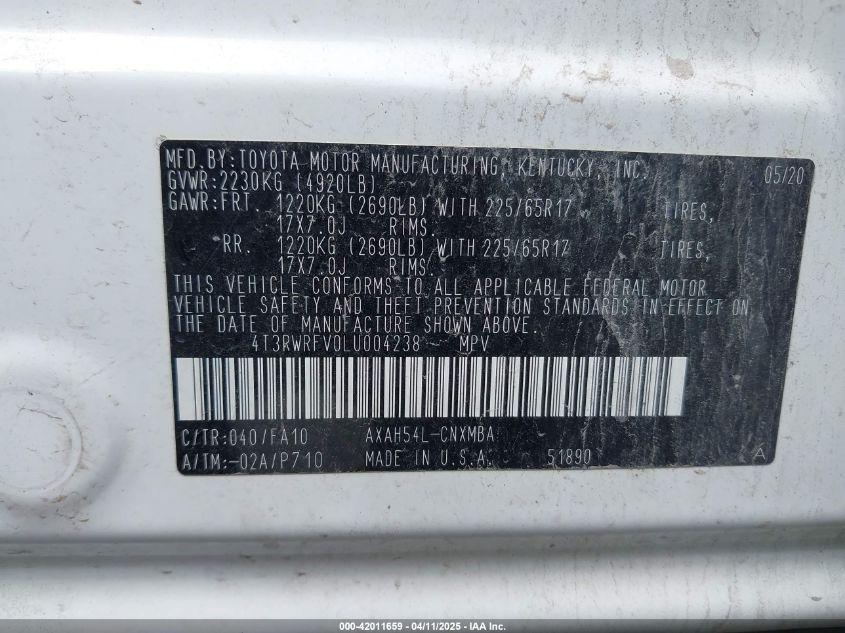 MFD.BY:TOYOTA MOTOR MANUFACTURING, KENTUCKY, INC. 05/20
GVWR:2230KG (4920LB)
GAWR:FRT. 1220KG (2690LB) WITH 225/65R17 TIRES,
17X7.0J RIMS.
RR. 1220KG (2690LB) WITH 225/65R17 TIRES,
17X7.0J RIMS.
THIS VEHICLE CONFORMS TO ALL APPLICABLE FEDERAL MOTOR
VEHICLE SAFETY AND THEFT PREVENTION STANDARDS IN EFFECT ON
THE DATE OF MANUFACTURE SHOWN ABOVE.
4T3RWRFV0LU004238 MPV
C/TR:040/FA10 AXAH54L-CNXMBA
A/TM:-02A/P710 MADE IN U.S.A. 51890 A
000-42011659 - 04/11/2025 - IAA Inc.